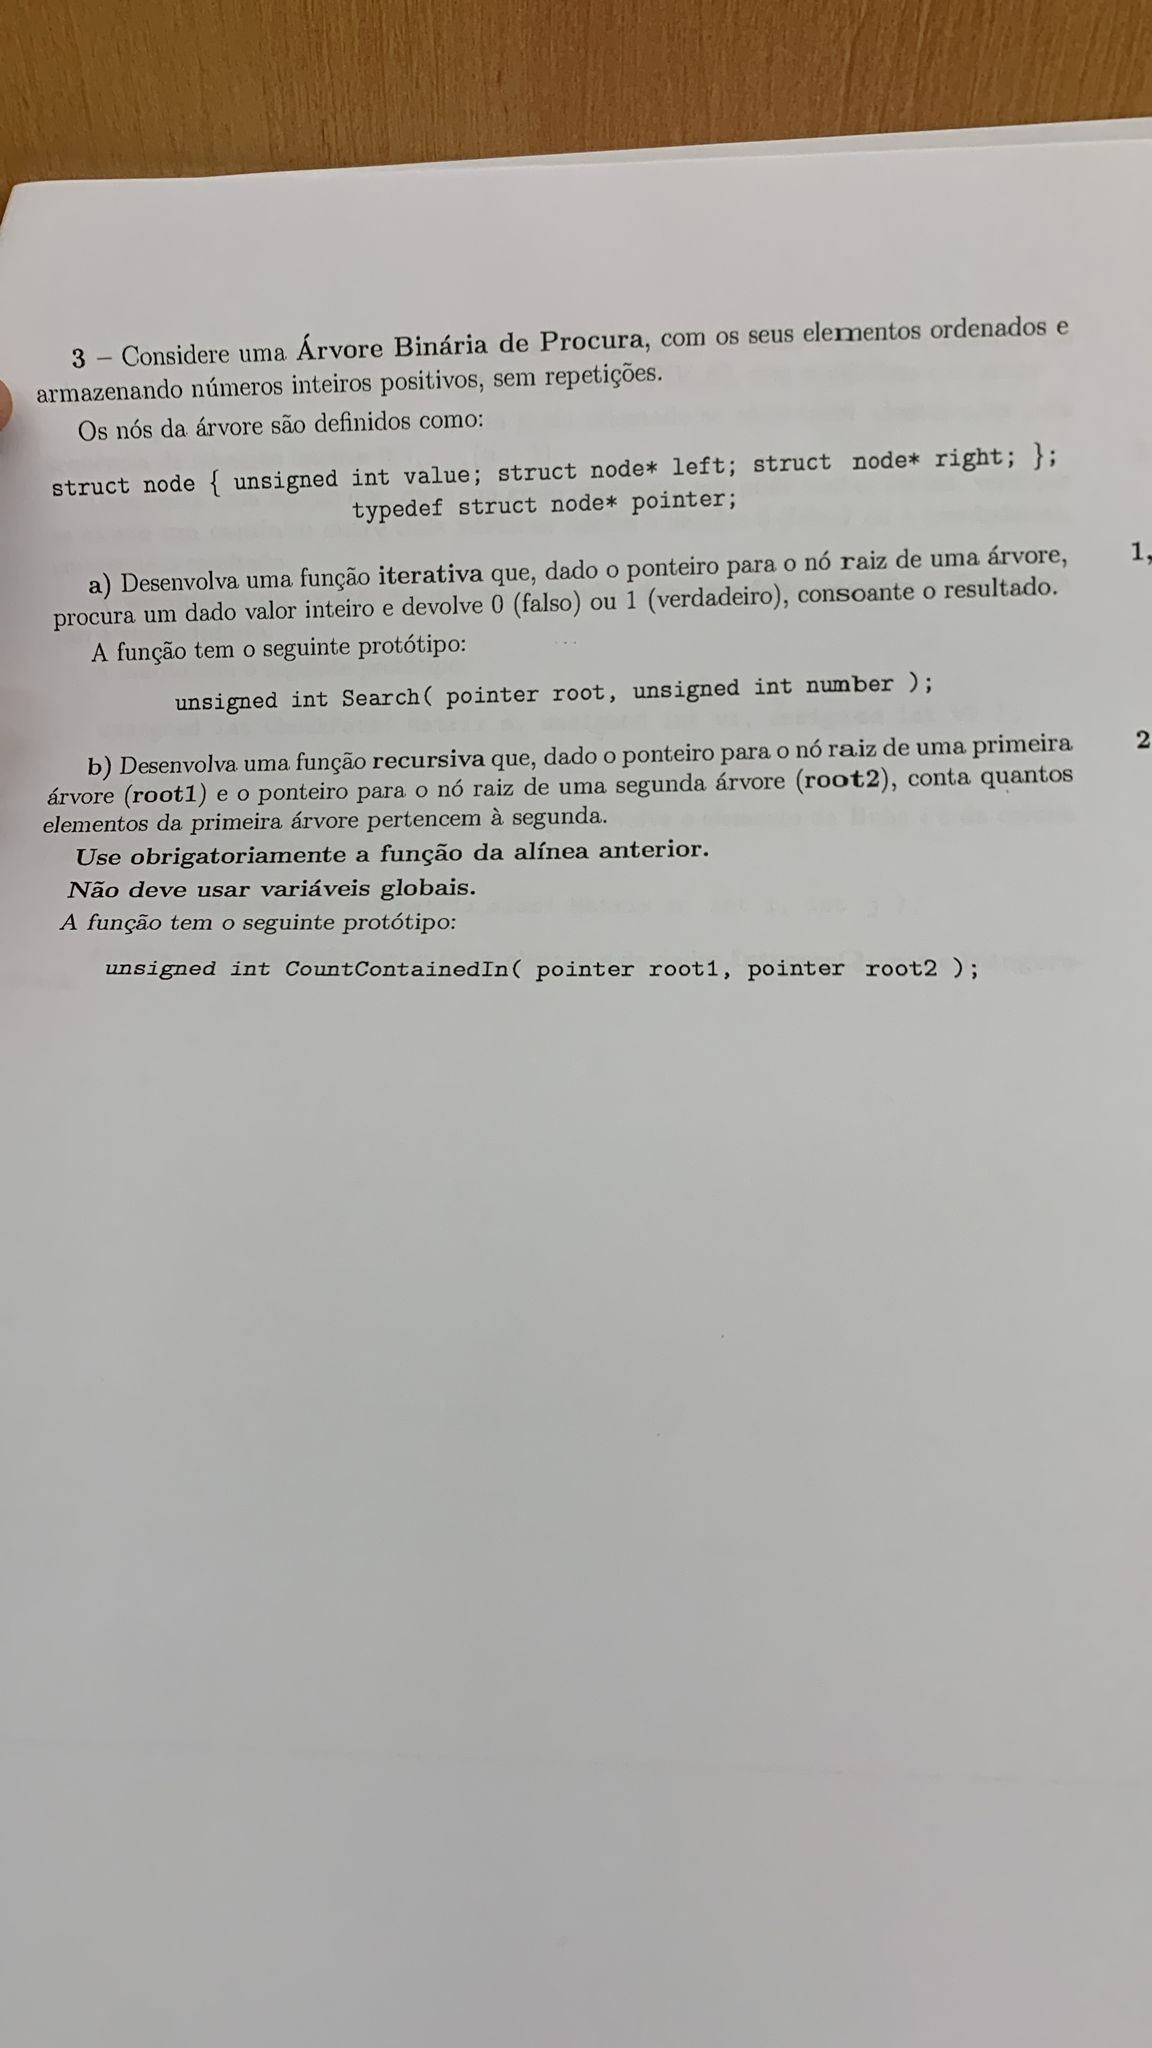 3 – Considere uma Árvore Binária de Procura, com os seus elementos ordenados e
armazenando números inteiros positivos, sem repetições.
Os nós da árvore são definidos como:
struct node { unsigned int value; struct node* left; struct node* right; };
typedef struct node* pointer;
a) Desenvolva uma função iterativa que, dado o ponteiro para o nó raiz de uma árvore,
1,
procura um dado valor inteiro e devolve 0 (falso) ou 1 (verdadeiro), consoante o resultado.
A função tem o seguinte protótipo:
unsigned int Search( pointer root, unsigned int number );
b) Desenvolva uma função recursiva que, dado o ponteiro para o nó raiz de uma primeira
2
árvore (root1) e o ponteiro para o nó raiz de uma segunda árvore (root2), conta quantos
elementos da primeira árvore pertencem à segunda.
Use obrigatoriamente a função da alínea anterior.
Não deve usar variáveis globais.
A função tem o seguinte protótipo:
unsigned int CountContainedIn( pointer root1, pointer root2 );